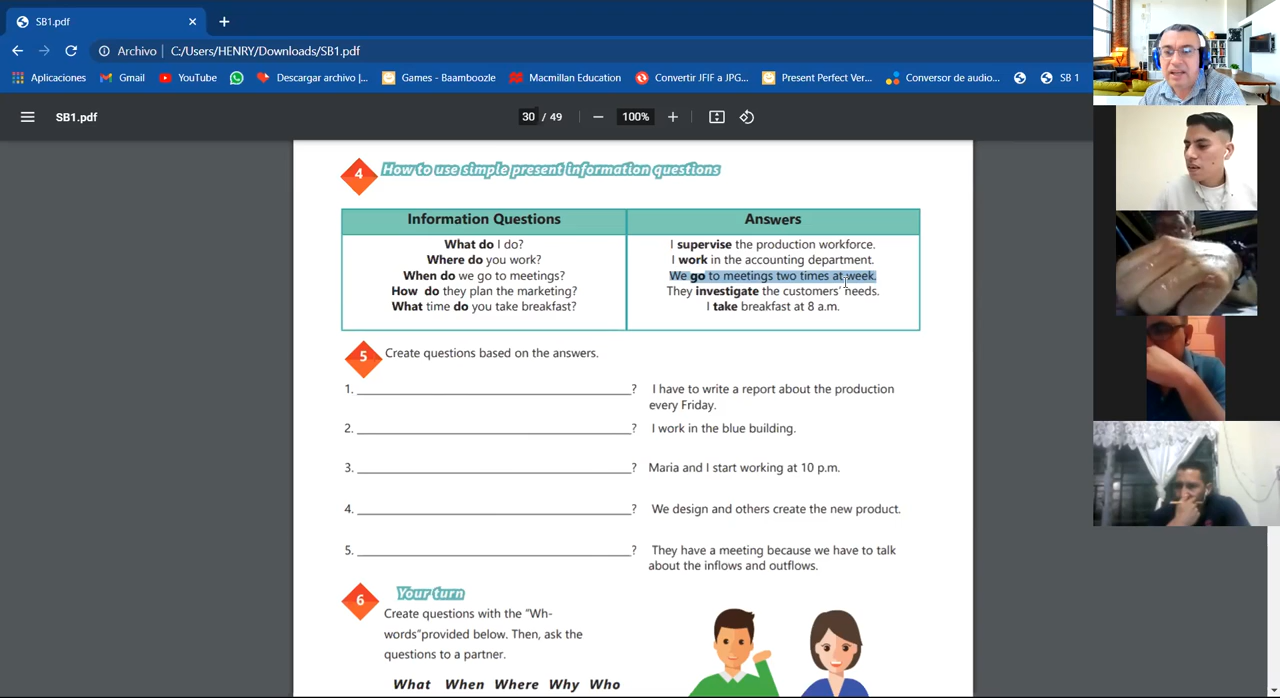 SB1.pdf
Archivo
C:/Users/HENRY/Downloads/SB1.pdf
Aplicaciones
Gmail
YouTube
Descargar archivo |...
Games - Baamboozle
Macmillan Education
Convertir JFIF a JPG...
Present Perfect Ver...
Conversor de audio...
SB 1
SB1.pdf
30 / 49
100%
4 How to use simple present information questions
Information Questions
Answers
What do I do?
I supervise the production workforce.
Where do you work?
I work in the accounting department.
When do we go to meetings?
We go to meetings two times at week.
How do they plan the marketing?
They investigate the customers' needs.
What time do you take breakfast?
I take breakfast at 8 a.m.
5 Create questions based on the answers.
1. ________________________________________? I have to write a report about the production
every Friday.
2. ________________________________________? I work in the blue building.
3. ________________________________________? Maria and I start working at 10 p.m.
4. ________________________________________? We design and others create the new product.
5. ________________________________________? They have a meeting because we have to talk
about the inflows and outflows.
6 Your turn
Create questions with the "Wh-
words"provided below. Then, ask the
questions to a partner.
What When Where Why Who